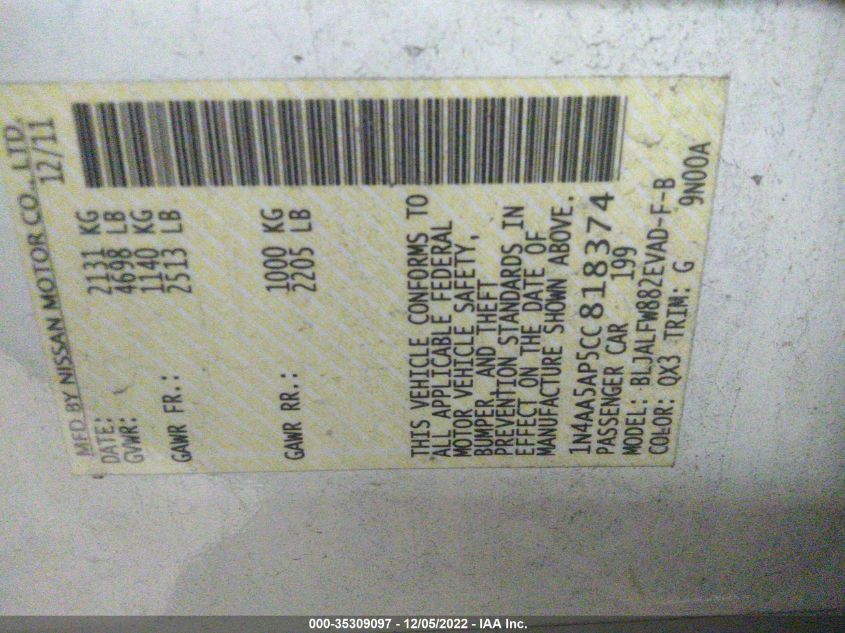 MFD BY NISSAN MOTOR CO., LTD.
DATE: 12/11
GVWR: 2131 KG
4698 LB
GAWR FR.: 1140 KG
2513 LB
GAWR RR.: 1000 KG
2205 LB
THIS VEHICLE CONFORMS TO
ALL APPLICABLE FEDERAL
MOTOR VEHICLE SAFETY,
BUMPER, AND THEFT
PREVENTION STANDARDS IN
EFFECT ON THE DATE OF
MANUFACTURE SHOWN ABOVE.
1N4AA5AP5CC818374
PASSENGER CAR 199
MODEL: BLJALFW882EVAD-F-B
COLOR: QX3 TRIM: G 9N00A
000-35309097 - 12/05/2022 - IAA Inc.